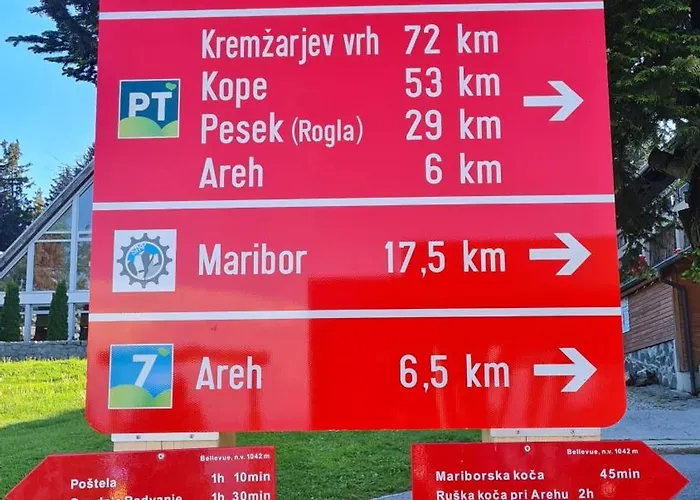 PT
Kremžarjev vrh 72 km
Kope 53 km
Pesek (Rogla) 29 km
Areh 6 km
Maribor 17,5 km
7 Areh 6,5 km
Bellevue, n.v. 1042 m
Poštela 1h 10min
Radvanje 1h 30min
Bellevue, n.v. 1042 m
Mariborska koča 45min
Ruška koča pri Arehu 2h